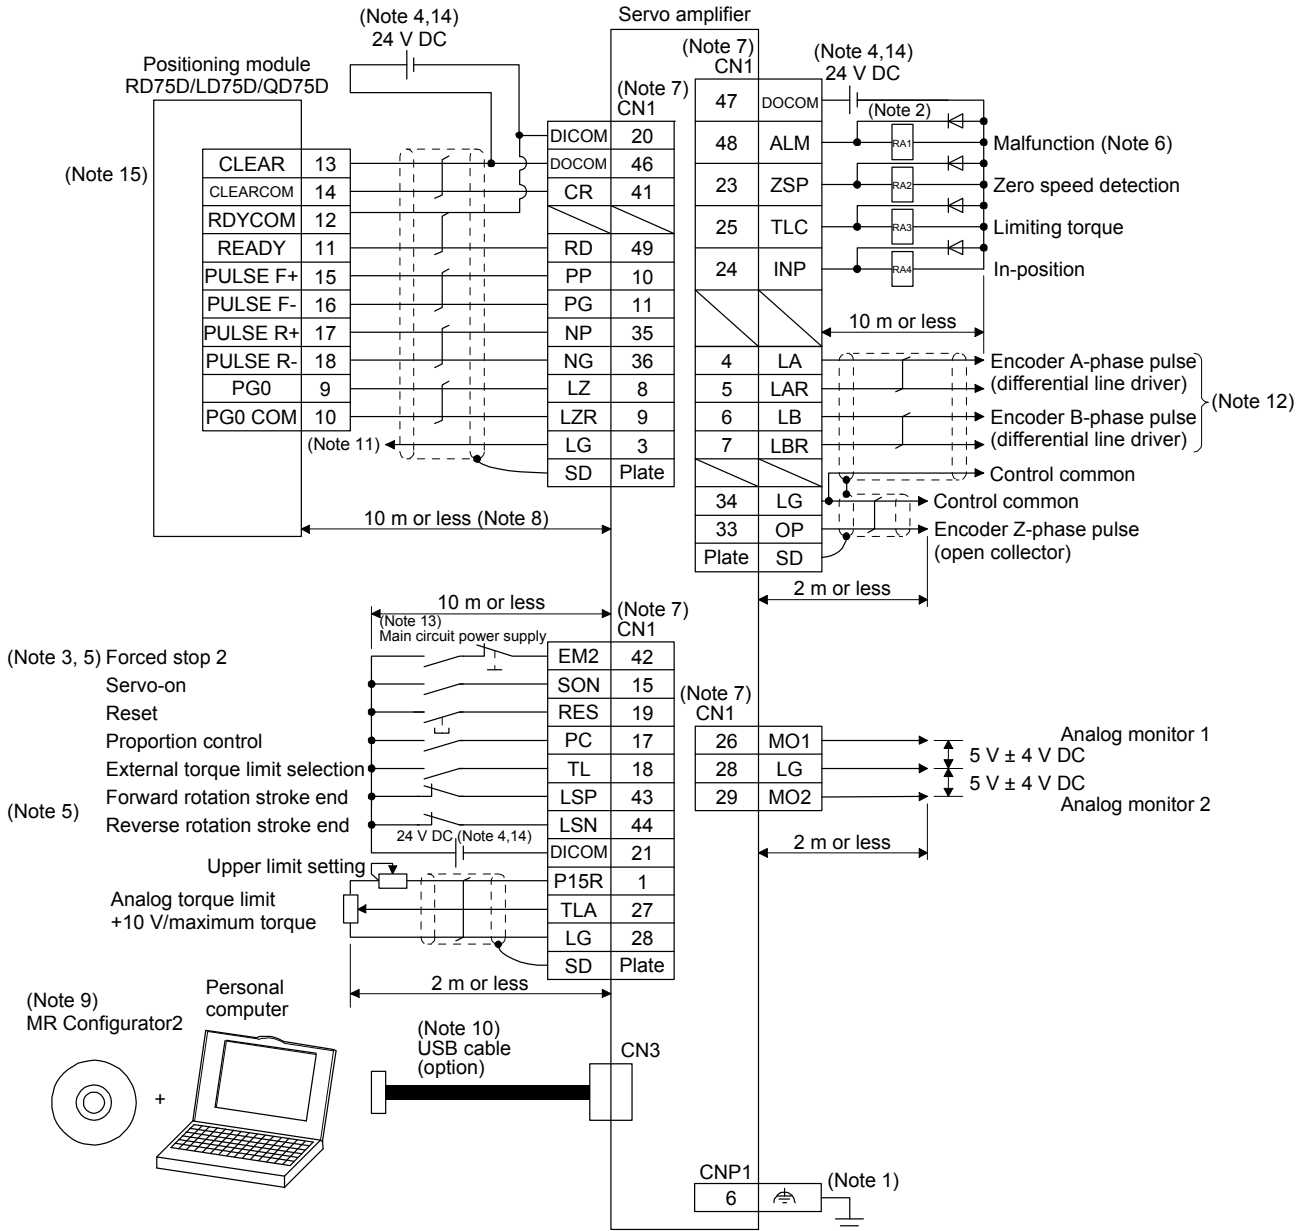 Servo amplifier
(Note 4,14)
24 V DC
Positioning module
RD75D/LD75D/QD75D
(Note 15)
CLEAR 13
CLEARCOM 14
RDYCOM 12
READY 11
PULSE F+ 15
PULSE F- 16
PULSE R+ 17
PULSE R- 18
PG0 9
PG0 COM 10
(Note 11)
(Note 7)
CN1
DICOM 20
DOCOM 46
CR 41
RD 49
PP 10
PG 11
NP 35
NG 36
LZ 8
LZR 9
LG 3
SD Plate
10 m or less (Note 8)
(Note 7)
CN1
(Note 4,14)
24 V DC
47 DOCOM
(Note 2)
48 ALM RA1 Malfunction (Note 6)
23 ZSP RA2 Zero speed detection
25 TLC RA3 Limiting torque
24 INP RA4 In-position
10 m or less
4 LA Encoder A-phase pulse
5 LAR (differential line driver)
6 LB Encoder B-phase pulse
7 LBR (differential line driver)
(Note 12)
Control common
34 LG Control common
33 OP Encoder Z-phase pulse
(open collector)
Plate SD
2 m or less
10 m or less
(Note 7)
CN1
(Note 13)
Main circuit power supply
(Note 3, 5) Forced stop 2 EM2 42
Servo-on SON 15
Reset RES 19
Proportion control PC 17
External torque limit selection TL 18
Forward rotation stroke end LSP 43
(Note 5)
Reverse rotation stroke end LSN 44
24 V DC (Note 4,14)
DICOM 21
Upper limit setting P15R 1
Analog torque limit
+10 V/maximum torque
TLA 27
LG 28
SD Plate
2 m or less
(Note 7)
CN1
26 MO1 Analog monitor 1
5 V ± 4 V DC
28 LG
5 V ± 4 V DC
29 MO2 Analog monitor 2
2 m or less
(Note 9)
MR Configurator2
+
Personal
computer
(Note 10)
USB cable
(option)
CN3
CNP1
6
(Note 1)